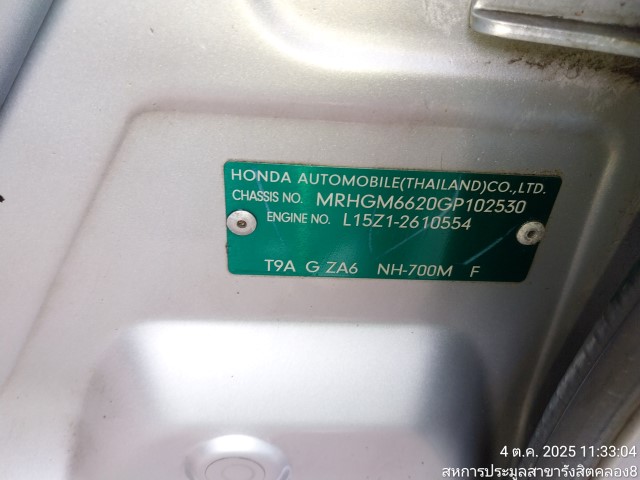 HONDA AUTOMOBILE(THAILAND)CO.,LTD.
CHASSIS NO. MRHGM6620GP102530
ENGINE NO. L15Z1-2610554
T9A G ZA6 NH-700M F
4 ต.ค. 2025 11:33:04
สหการประมูลสาขารังสิตคลอง8